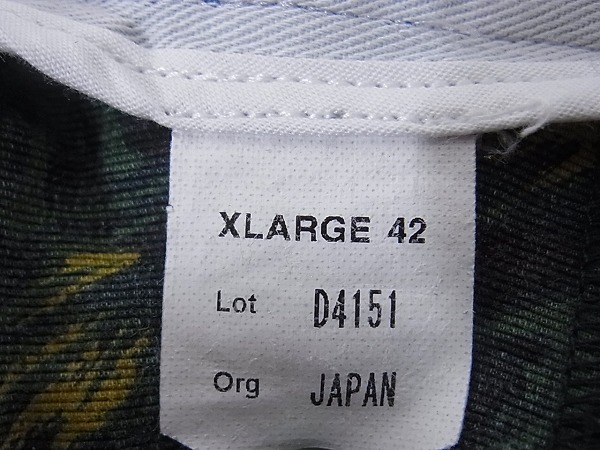 XLARGE 42
Lot D4151
Org JAPAN